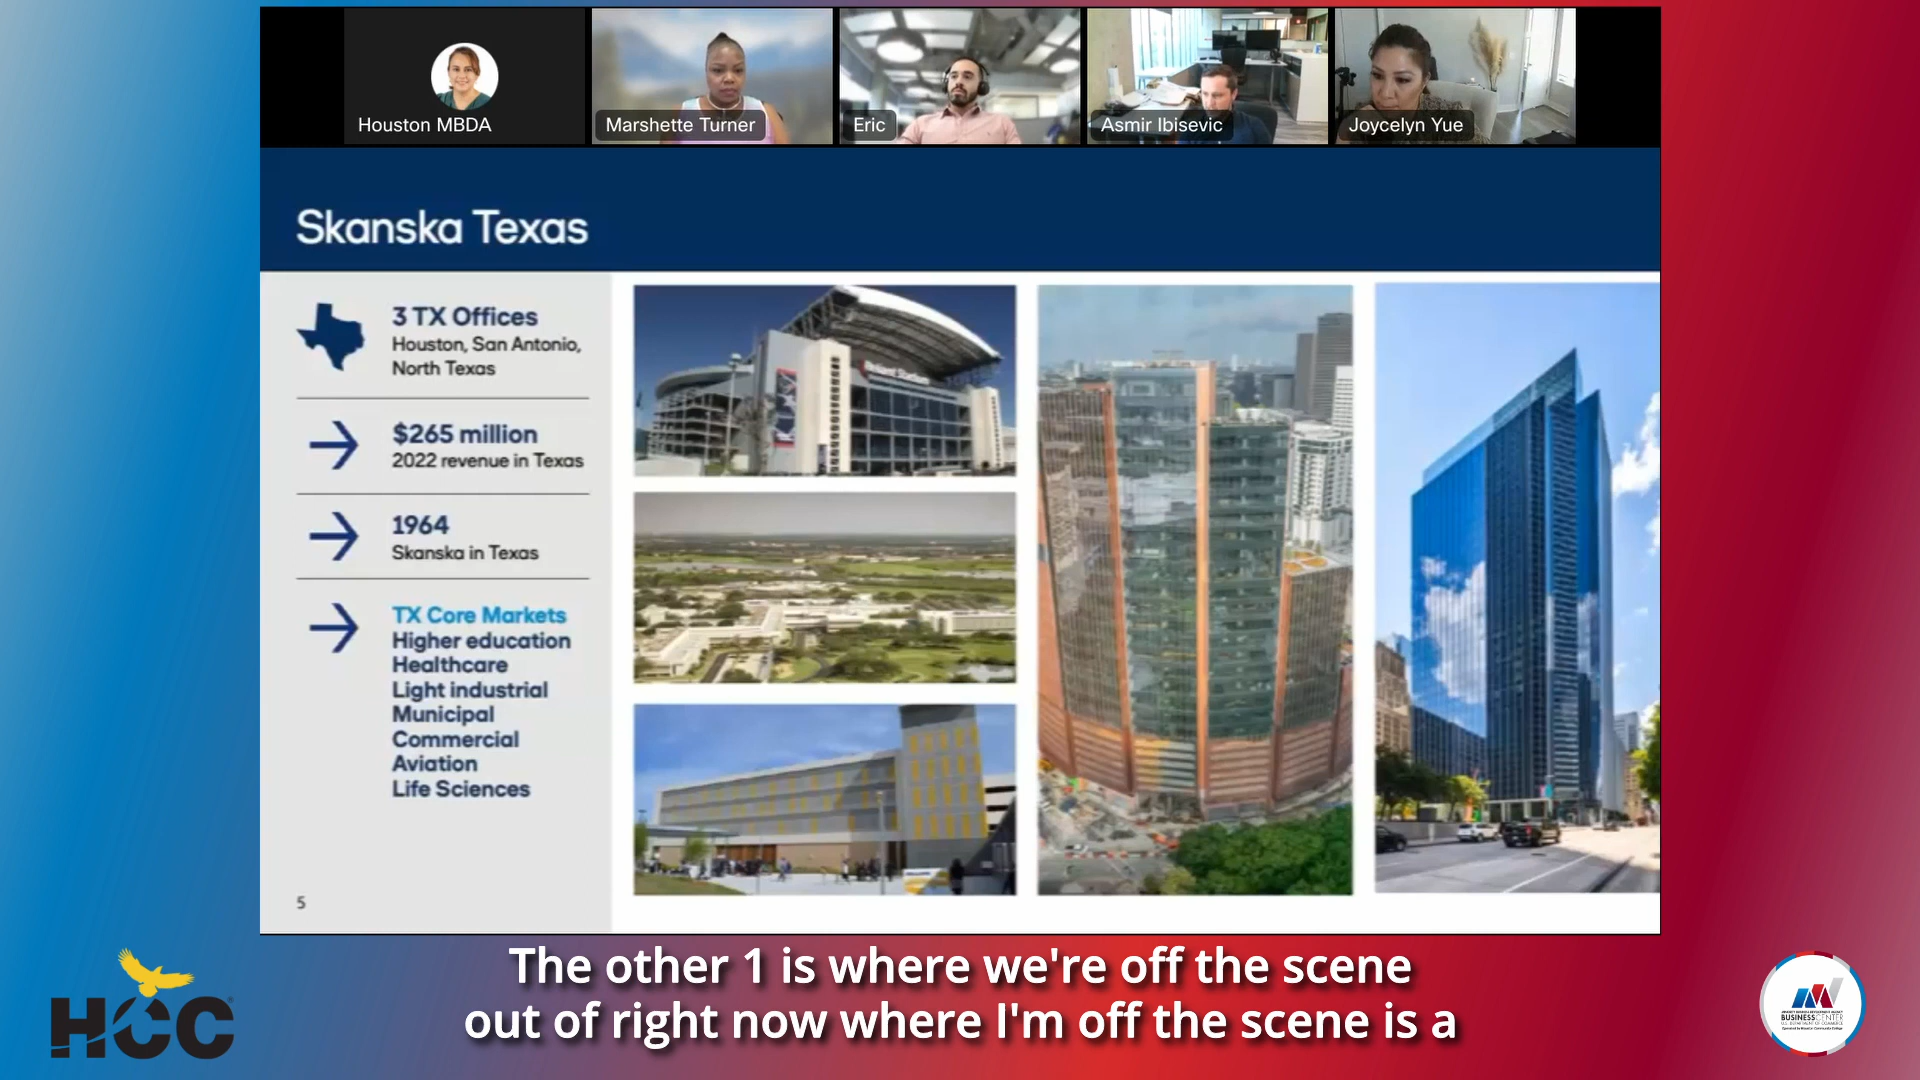 Houston MBDA
Marshette Turner
Eric
Asmir Ibisevic
Joycelyn Yue
Skanska Texas
3 TX Offices
Houston, San Antonio,
North Texas
$265 million
2022 revenue in Texas
1964
Skanska in Texas
TX Core Markets
Higher education
Healthcare
Light industrial
Municipal
Commercial
Aviation
Life Sciences
Reliant Stadium
5
The other 1 is where we're off the scene
out of right now where I'm off the scene is a
HCC
BUSINESS CENTER